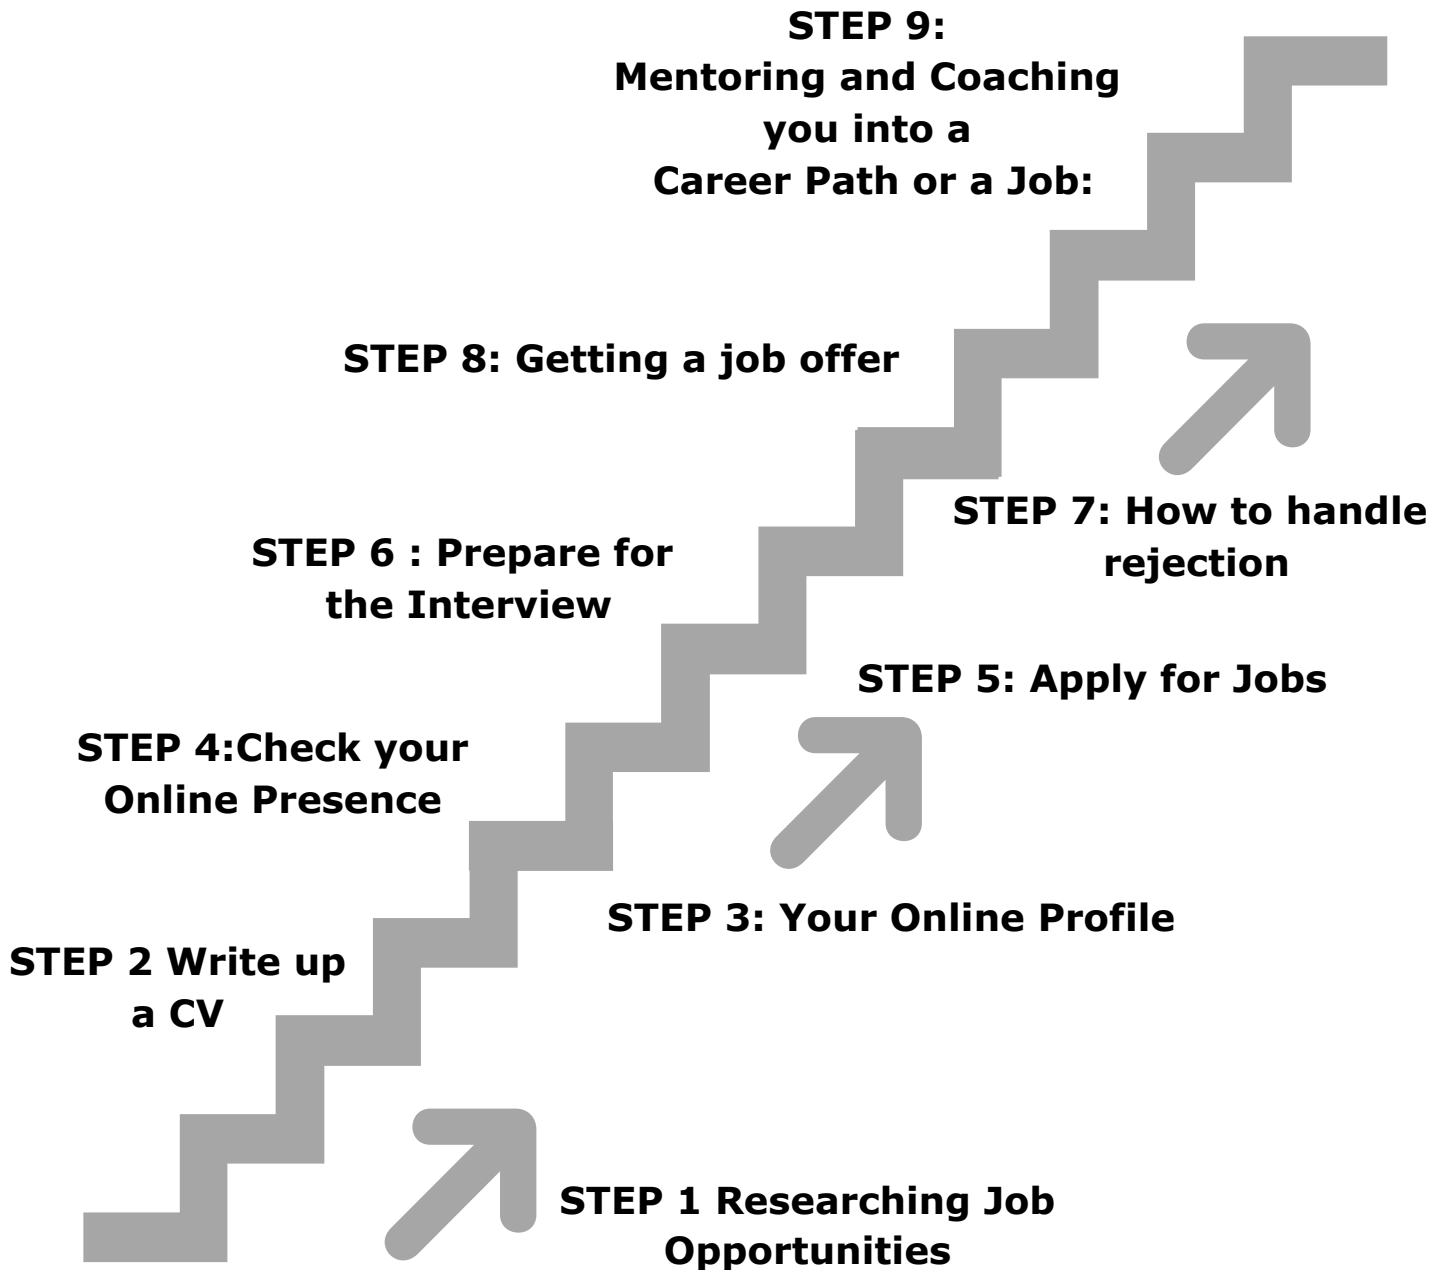 STEP 9:
Mentoring and Coaching
you into a
Career Path or a Job:
STEP 8: Getting a job offer
STEP 7: How to handle
rejection
STEP 6 : Prepare for
the Interview
STEP 5: Apply for Jobs
STEP 4:Check your
Online Presence
STEP 3: Your Online Profile
STEP 2 Write up
a CV
STEP 1 Researching Job
Opportunities